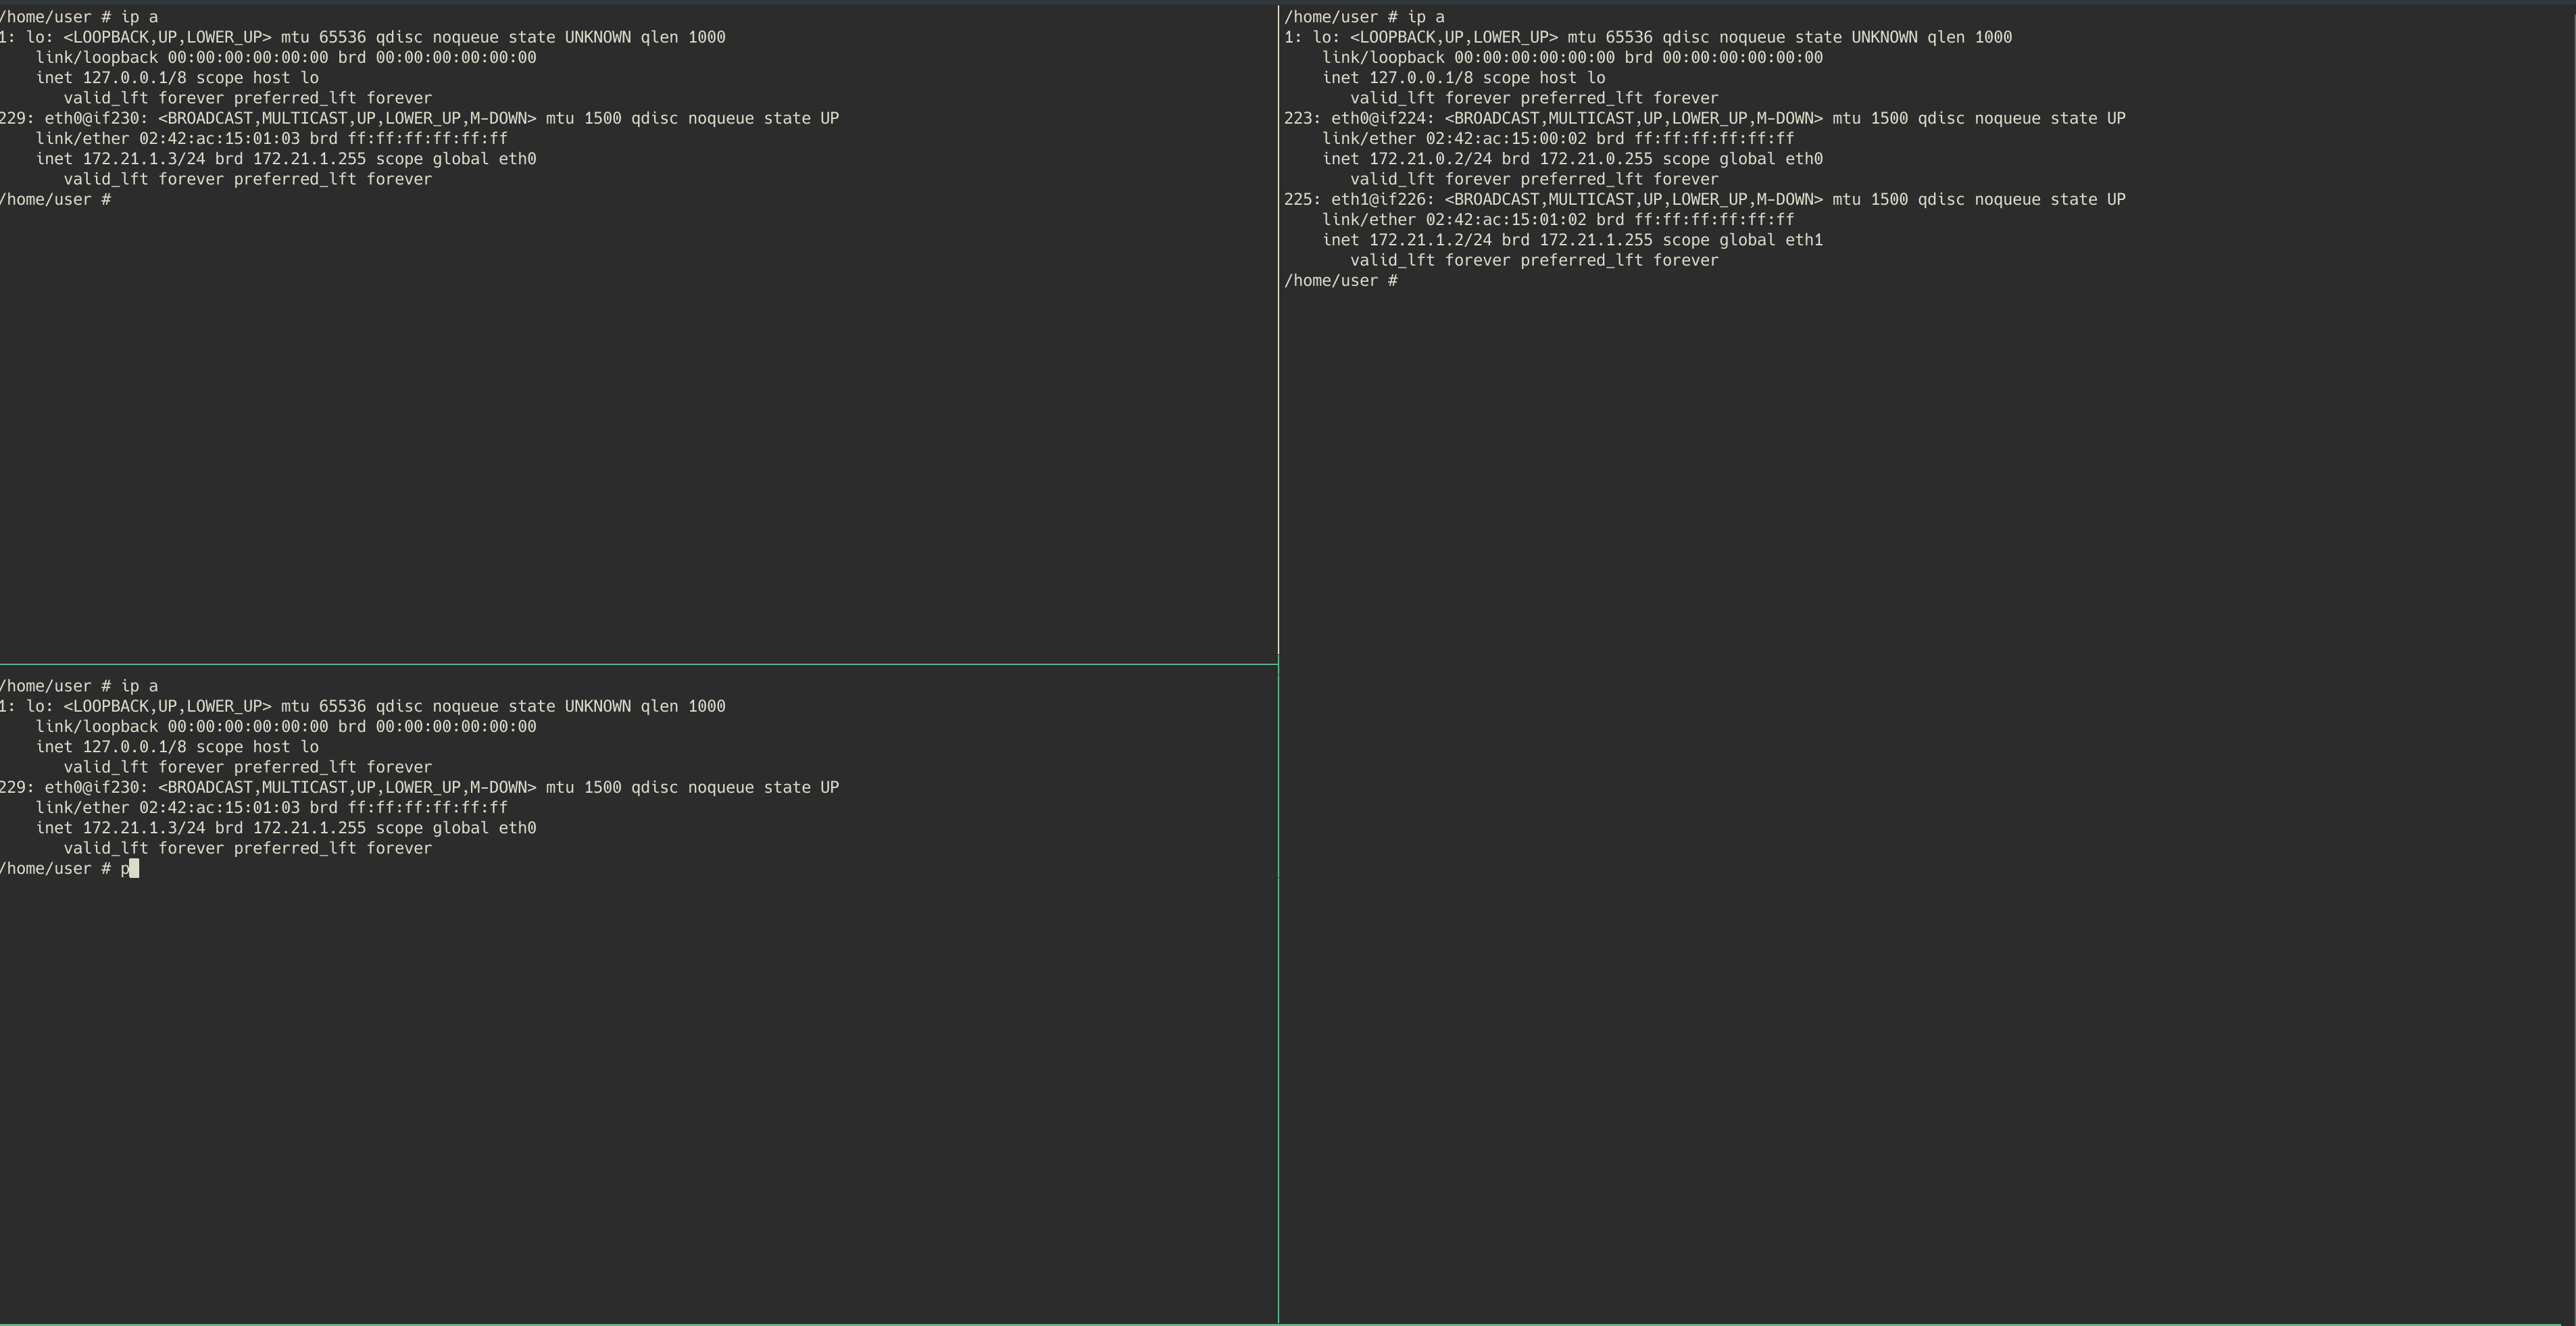 /home/user # ip a
1: lo: <LOOPBACK,UP,LOWER_UP> mtu 65536 qdisc noqueue state UNKNOWN qlen 1000
    link/loopback 00:00:00:00:00:00 brd 00:00:00:00:00:00
    inet 127.0.0.1/8 scope host lo
       valid_lft forever preferred_lft forever
229: eth0@if230: <BROADCAST,MULTICAST,UP,LOWER_UP,M-DOWN> mtu 1500 qdisc noqueue state UP
    link/ether 02:42:ac:15:01:03 brd ff:ff:ff:ff:ff:ff
    inet 172.21.1.3/24 brd 172.21.1.255 scope global eth0
       valid_lft forever preferred_lft forever
/home/user #
/home/user # ip a
1: lo: <LOOPBACK,UP,LOWER_UP> mtu 65536 qdisc noqueue state UNKNOWN qlen 1000
    link/loopback 00:00:00:00:00:00 brd 00:00:00:00:00:00
    inet 127.0.0.1/8 scope host lo
       valid_lft forever preferred_lft forever
229: eth0@if230: <BROADCAST,MULTICAST,UP,LOWER_UP,M-DOWN> mtu 1500 qdisc noqueue state UP
    link/ether 02:42:ac:15:01:03 brd ff:ff:ff:ff:ff:ff
    inet 172.21.1.3/24 brd 172.21.1.255 scope global eth0
       valid_lft forever preferred_lft forever
/home/user # p
/home/user # ip a
1: lo: <LOOPBACK,UP,LOWER_UP> mtu 65536 qdisc noqueue state UNKNOWN qlen 1000
    link/loopback 00:00:00:00:00:00 brd 00:00:00:00:00:00
    inet 127.0.0.1/8 scope host lo
       valid_lft forever preferred_lft forever
223: eth0@if224: <BROADCAST,MULTICAST,UP,LOWER_UP,M-DOWN> mtu 1500 qdisc noqueue state UP
    link/ether 02:42:ac:15:00:02 brd ff:ff:ff:ff:ff:ff
    inet 172.21.0.2/24 brd 172.21.0.255 scope global eth0
       valid_lft forever preferred_lft forever
225: eth1@if226: <BROADCAST,MULTICAST,UP,LOWER_UP,M-DOWN> mtu 1500 qdisc noqueue state UP
    link/ether 02:42:ac:15:01:02 brd ff:ff:ff:ff:ff:ff
    inet 172.21.1.2/24 brd 172.21.1.255 scope global eth1
       valid_lft forever preferred_lft forever
/home/user #